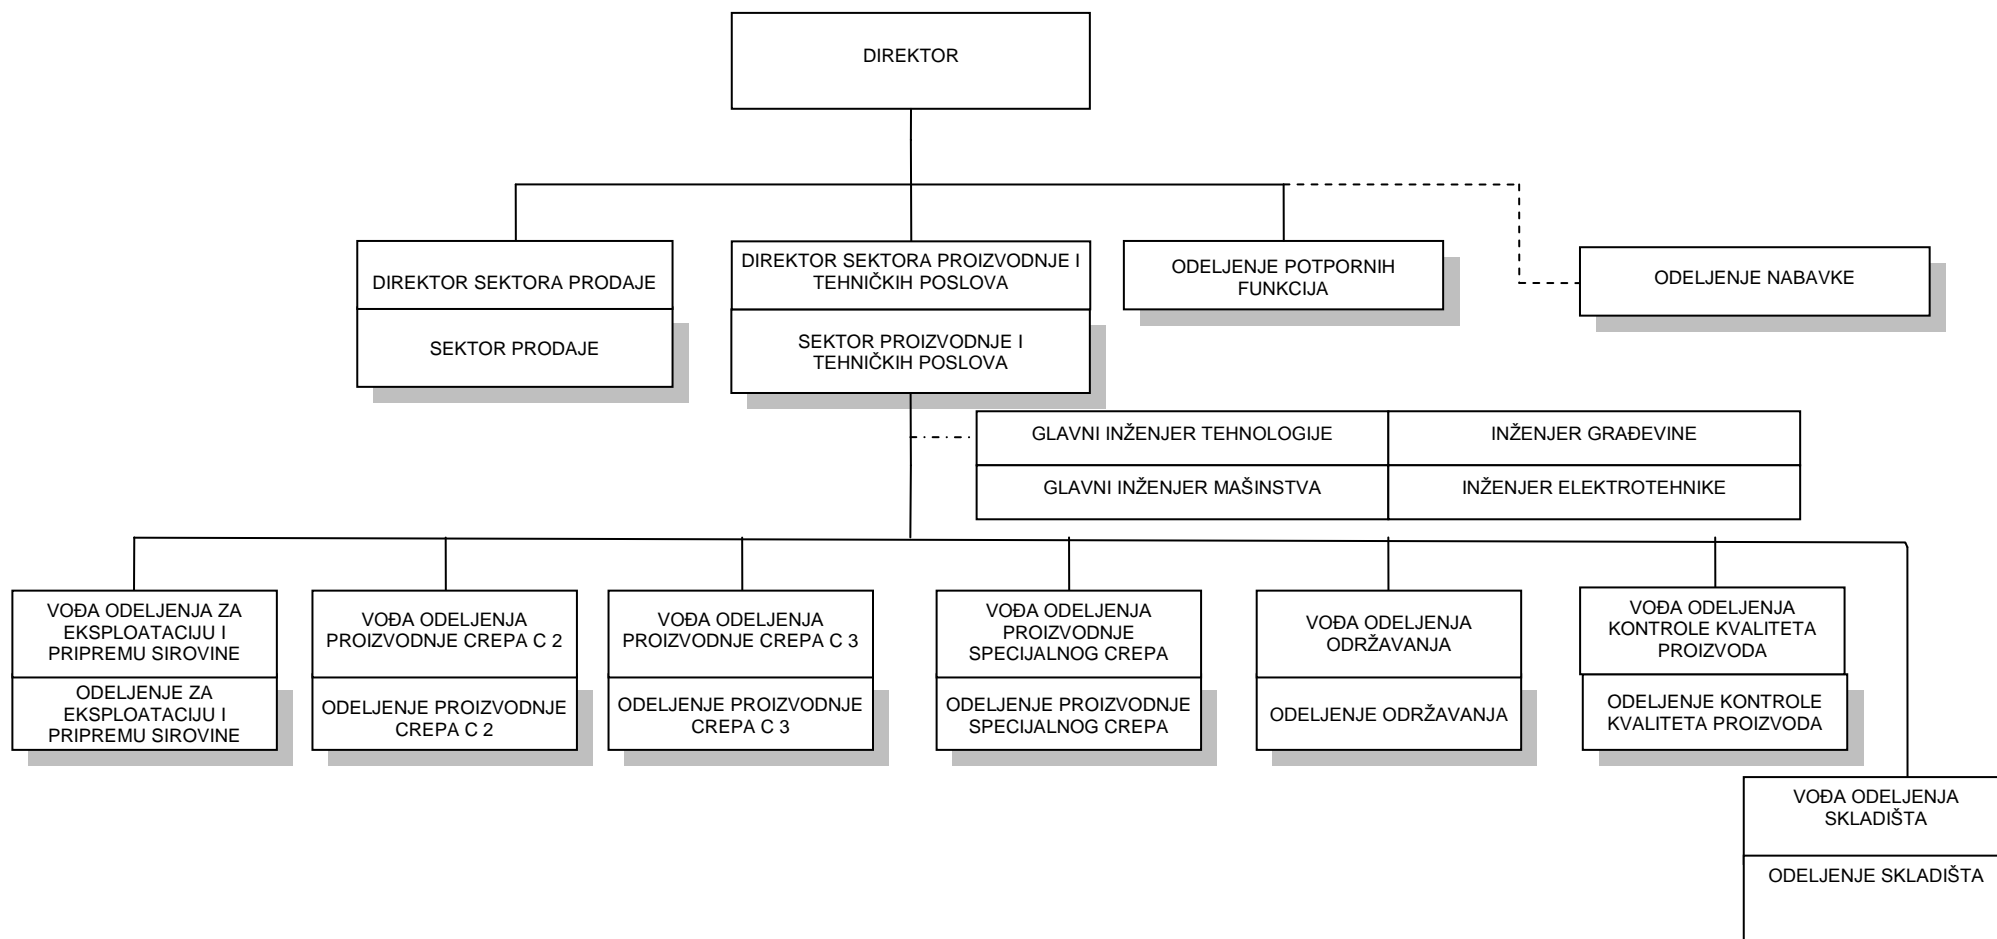 DIREKTOR
DIREKTOR SEKTORA PRODAJE
SEKTOR PRODAJE
DIREKTOR SEKTORA PROIZVODNJE I
TEHNIČKIH POSLOVA
SEKTOR PROIZVODNJE I
TEHNIČKIH POSLOVA
ODELJENJE POTPORNIH
FUNKCIJA
ODELJENJE NABAVKE
GLAVNI INŽENJER TEHNOLOGIJE
INŽENJER GRAĐEVINE
GLAVNI INŽENJER MAŠINSTVA
INŽENJER ELEKTROTEHNIKE
VOĐA ODELJENJA ZA
EKSPLOATACIJU I
PRIPREMU SIROVINE
ODELJENJE ZA
EKSPLOATACIJU I
PRIPREMU SIROVINE
VOĐA ODELJENJA
PROIZVODNJE CREPA C 2
ODELJENJE PROIZVODNJE
CREPA C 2
VOĐA ODELJENJA
PROIZVODNJE CREPA C 3
ODELJENJE PROIZVODNJE
CREPA C 3
VOĐA ODELJENJA
PROIZVODNJE
SPECIJALNOG CREPA
ODELJENJE PROIZVODNJE
SPECIJALNOG CREPA
VOĐA ODELJENJA
ODRŽAVANJA
ODELJENJE ODRŽAVANJA
VOĐA ODELJENJA
KONTROLE KVALITETA
PROIZVODA
ODELJENJE KONTROLE
KVALITETA PROIZVODA
VOĐA ODELJENJA
SKLADIŠTA
ODELJENJE SKLADIŠTA